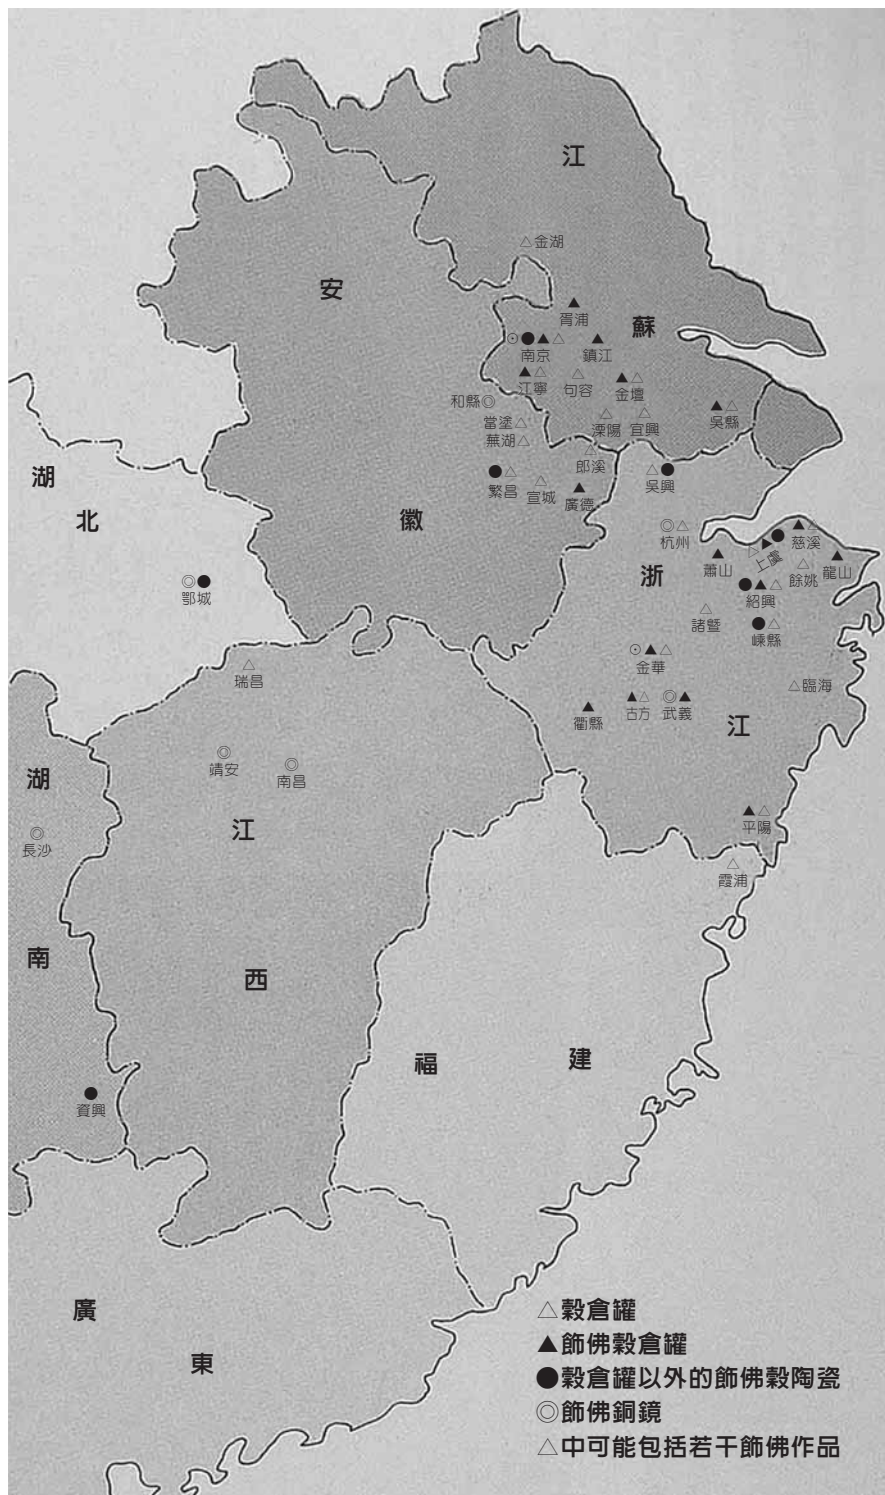 江
△金湖
安
▲
胥浦
蘇
⊙●▲△
南京
▲
鎮江
▲△
江寧
△
句容
▲△
金壇
和縣◎
▲△
吳縣
當塗△
△
溧陽
△
宜興
蕪湖△
△
郎溪
湖
北
●△
繁昌
△
宣城
▲
廣德
△●
吳興
徽
◎△
杭州
▲△
慈溪
△▲●
上虞
▲
蕭山
△
餘姚
▲
龍山
浙
◎●
鄂城
●▲△
紹興
△
諸暨
●△
嵊縣
⊙▲△
金華
△
瑞昌
△臨海
▲
衢縣
▲△
古方
◎▲
武義
江
◎
靖安
◎
南昌
湖
◎
長沙
江
▲△
平陽
△
霞浦
南
西
福
建
●
資興
廣
東
△穀倉罐
▲飾佛穀倉罐
●穀倉罐以外的飾佛穀陶瓷
◎飾佛銅鏡
△中可能包括若干飾佛作品